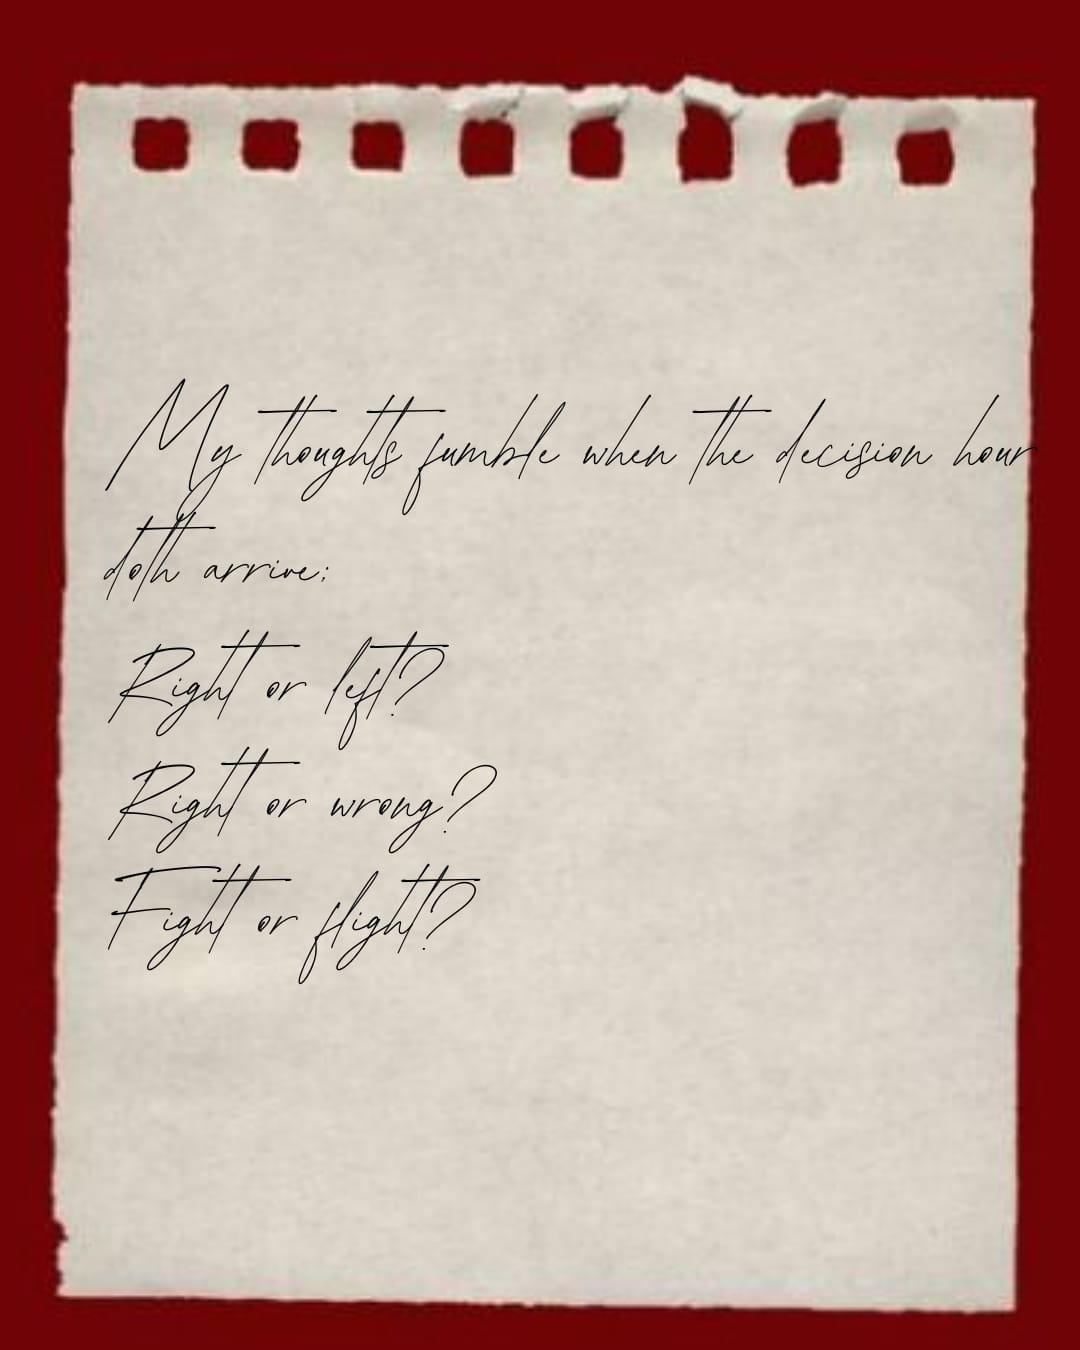 My thoughts fumble when the decision hour
doth arrive;
Right or left?
Right or wrong?
Fight or flight?